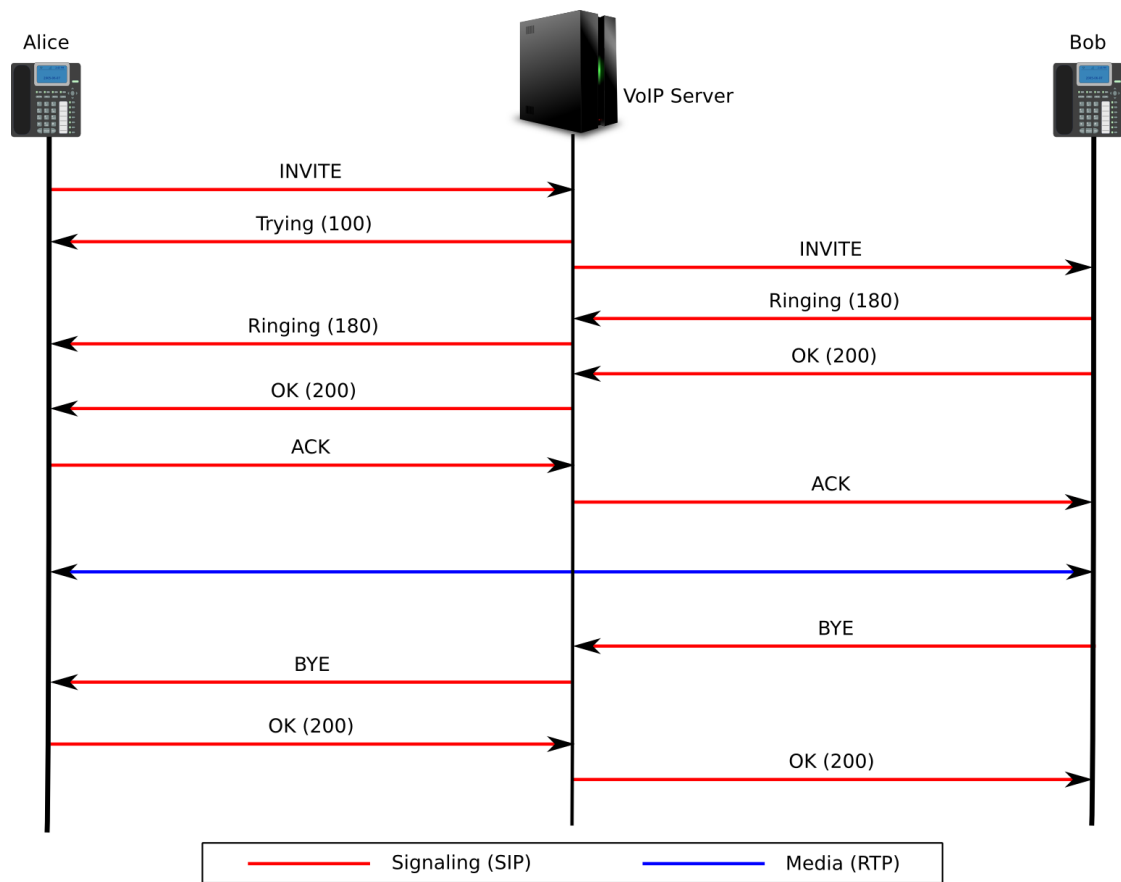 Alice
Bob
VoIP Server
INVITE
Trying (100)
INVITE
Ringing (180)
Ringing (180)
OK (200)
OK (200)
ACK
ACK
BYE
BYE
OK (200)
OK (200)
Signaling (SIP)
Media (RTP)